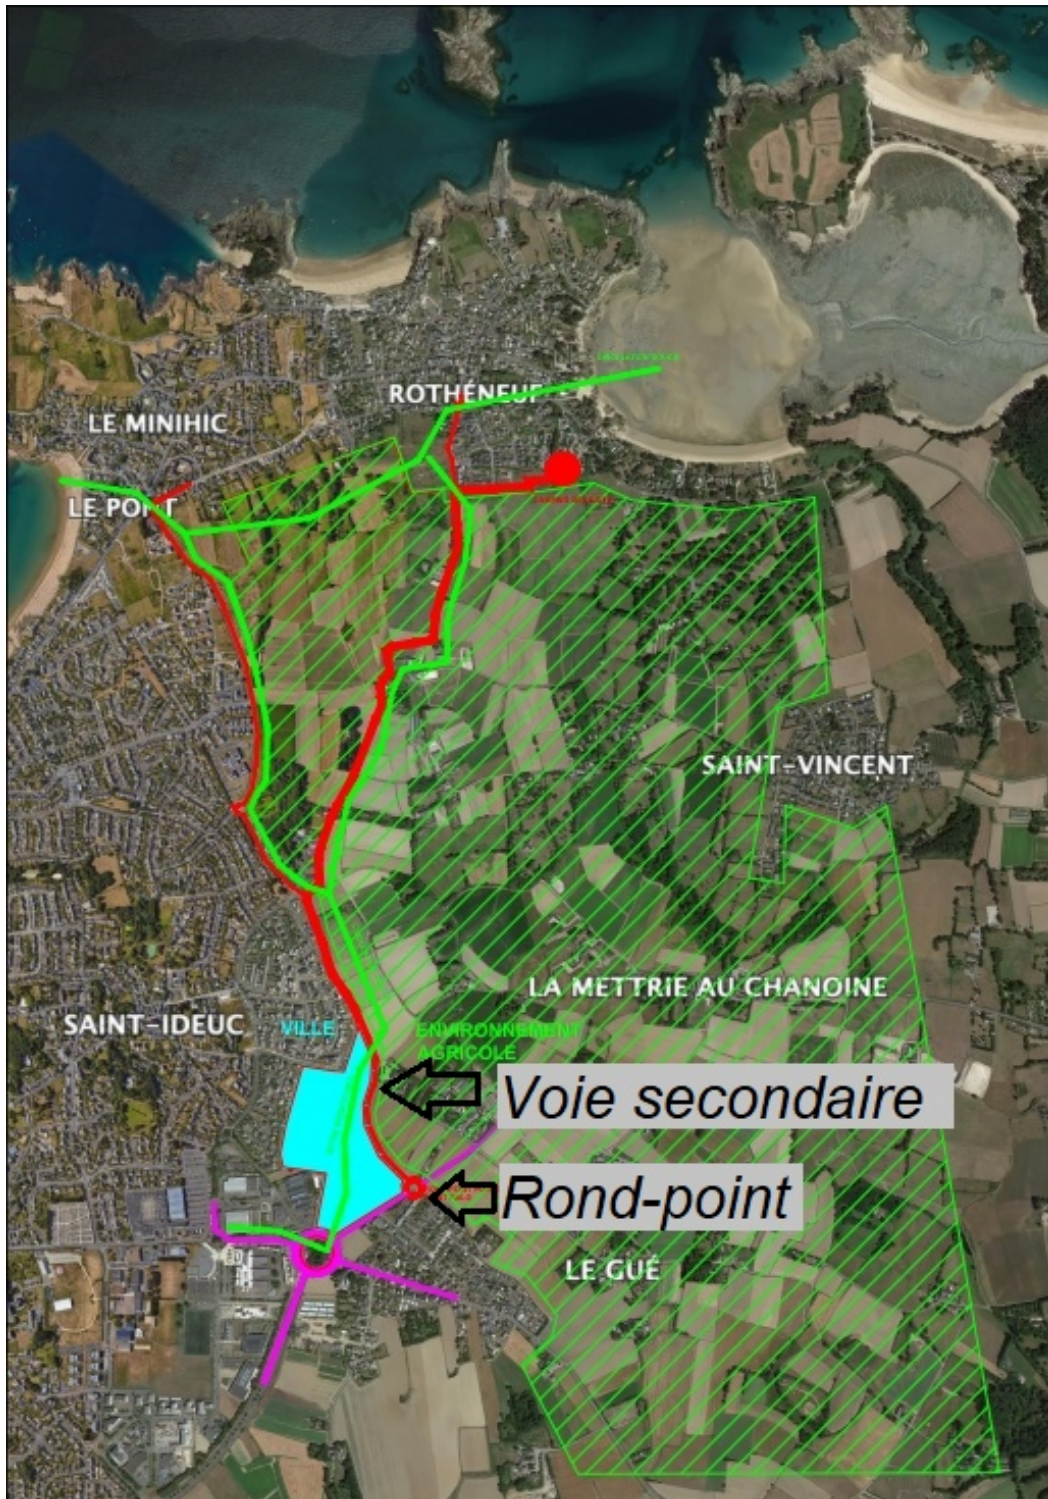 ROTHÉNEUF
LE MINIHIC
LE PONT
SAINT-VINCENT
LA METTRIE AU CHANOINE
SAINT-IDEUC
VILLE
ENVIRONNEMENT
AGRICOLE
Voie secondaire
Rond-point
LE GUÉ